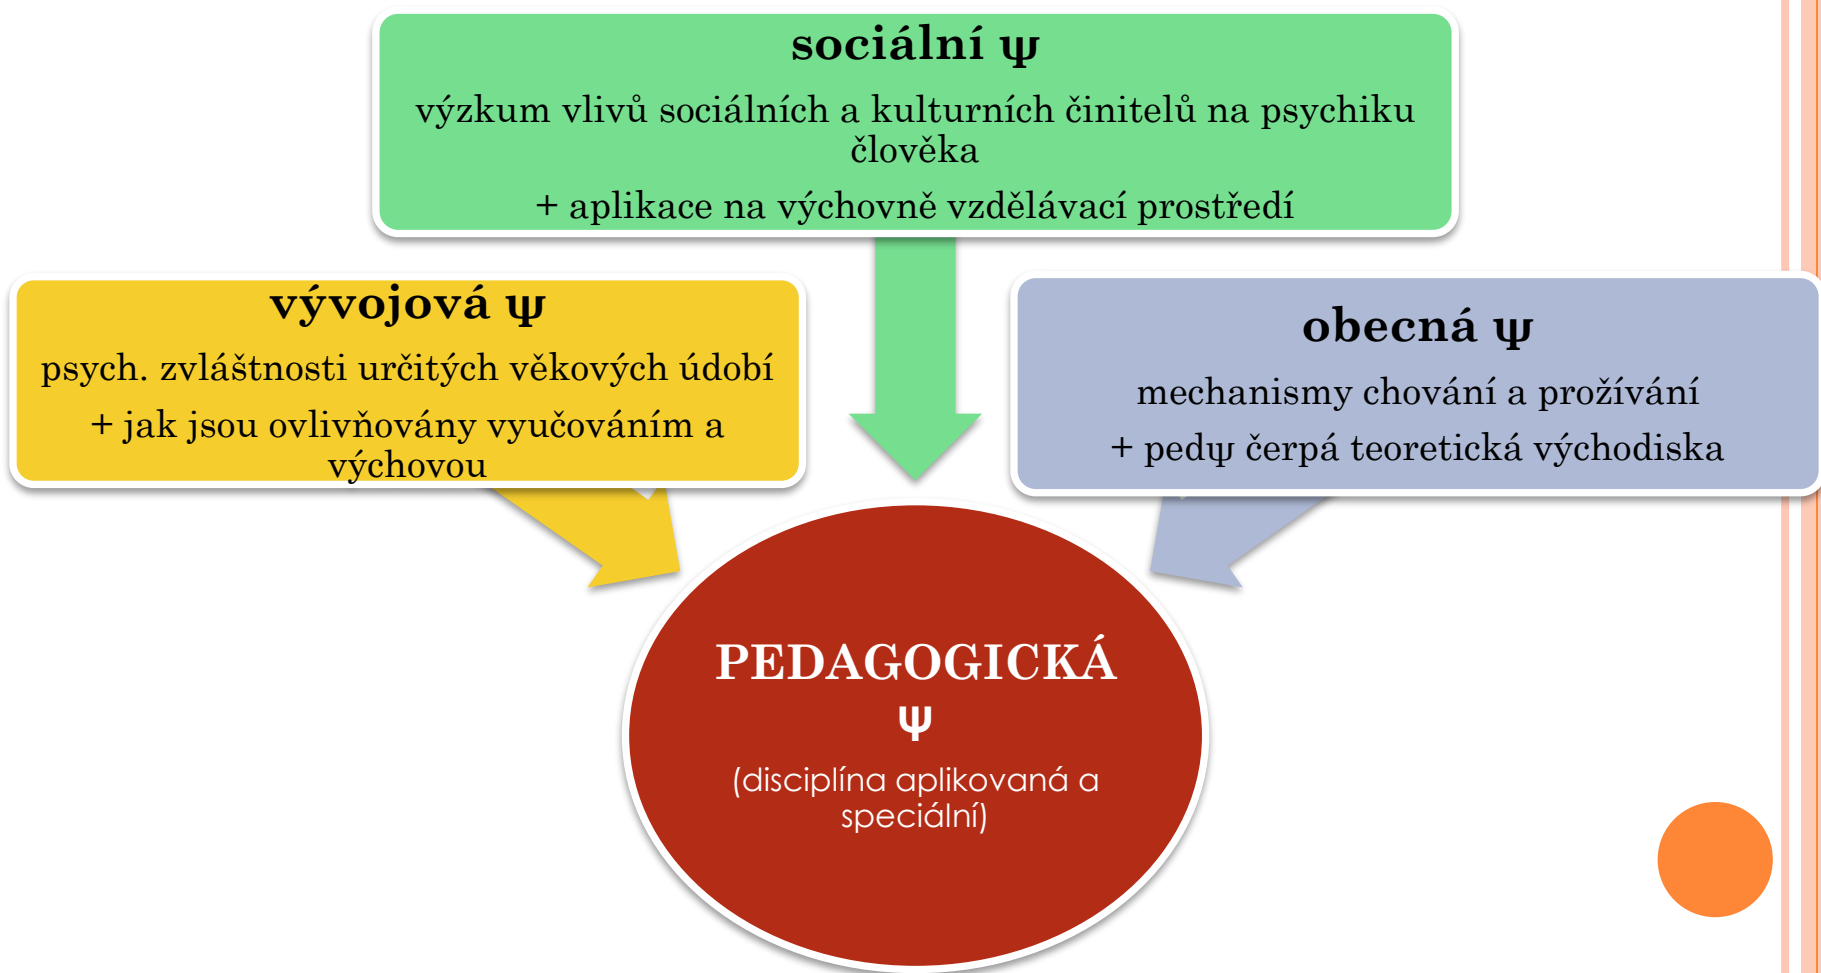 sociální ψ
výzkum vlivů sociálních a kulturních činitelů na psychiku
člověka
+ aplikace na výchovně vzdělávací prostředí
vývojová ψ
psych. zvláštnosti určitých věkových údobí
+ jak jsou ovlivňovány vyučováním a
výchovou
obecná ψ
mechanismy chování a prožívání
+ pedψ čerpá teoretická východiska
PEDAGOGICKÁ
ψ
(disciplína aplikovaná a
speciální)